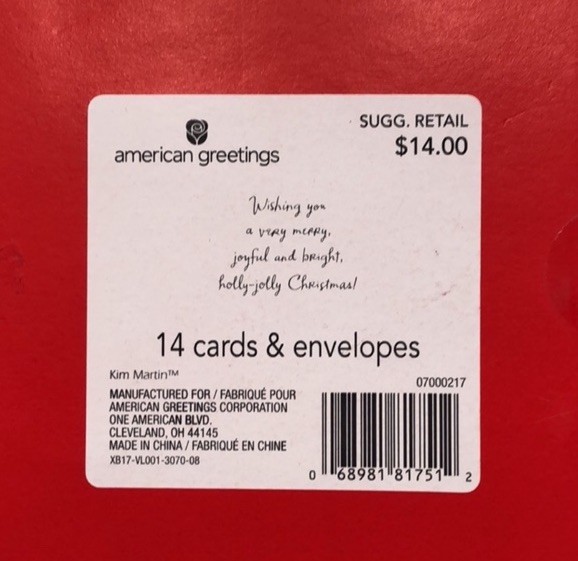 american greetings
SUGG. RETAIL
$14.00
Wishing you
a very merry,
joyful and bright,
holly-jolly Christmas!
14 cards & envelopes
Kim Martin™
07000217
MANUFACTURED FOR / FABRIQUÉ POUR
AMERICAN GREETINGS CORPORATION
ONE AMERICAN BLVD.
CLEVELAND, OH 44145
MADE IN CHINA / FABRIQUÉ EN CHINE
XB17-VL001-3070-08
0 68981 81751 2